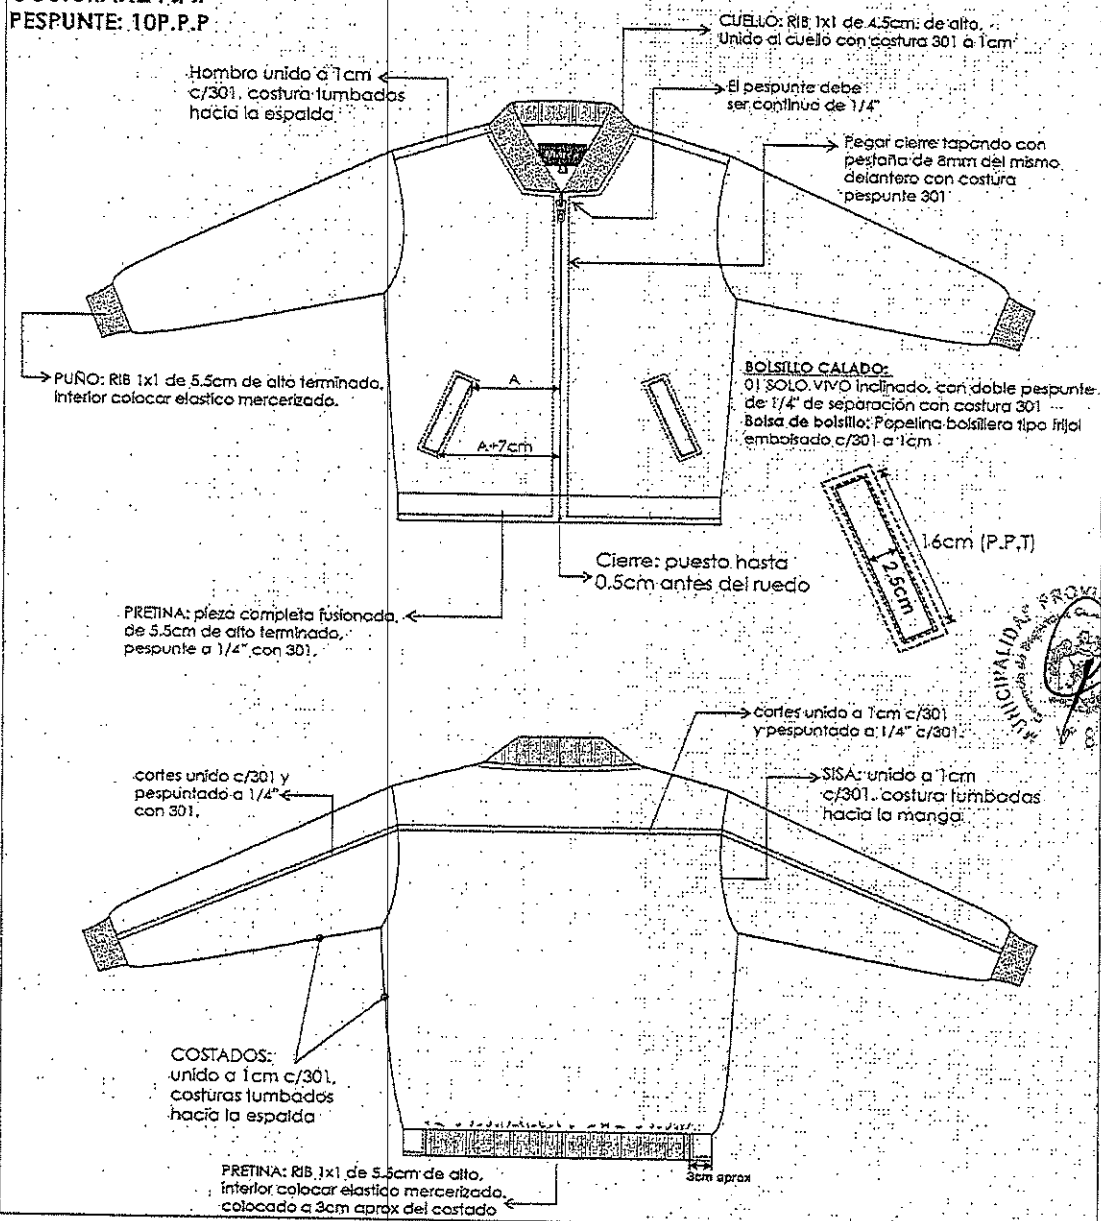 PESPUNTE: 10P.P.P
CUELLO: RIB 1x1 de 4.5cm. de alto.
Unido al cuello con costura 301 a 1cm
Hombro unido a 1cm
c/301. costura tumbadas
hacia la espalda
El pespunte debe
ser continuo de 1/4"
Pegar cierre tapando con
pestaña de 8mm del mismo
delantero con costura
pespunte 301
PUÑO: RIB 1x1 de 5.5cm de alto terminado.
Interior colocar elastico mercerizado.
A
A+7cm
BOLSILLO CALADO:
01 SOLO VIVO inclinado, con doble pespunte
de 1/4" de separación con costura 301
Bolsa de bolsillo: Popelina bolsillera tipo frijol
embolsado c/301 a 1cm
16cm (P.P.T)
2.5cm
Cierre: puesto hasta
0.5cm antes del ruedo
PRETINA: pieza completa fusionada.
de 5.5cm de alto terminado,
pespunte a 1/4" con 301.
MUNICIPALIDAD
cortes unido a 1cm c/301
y pespuntado a 1/4" c/301.
cortes unido c/301 y
pespuntado a 1/4"
con 301.
SISA: unido a 1cm
c/301. costura tumbadas
hacia la manga
COSTADOS:
unido a 1cm c/301.
costuras tumbados
hacia la espalda
PRETINA: RIB 1x1 de 5.5cm de alto,
interior colocar elastico mercerizado.
colocado a 3cm aprox del costado
3cm aprox